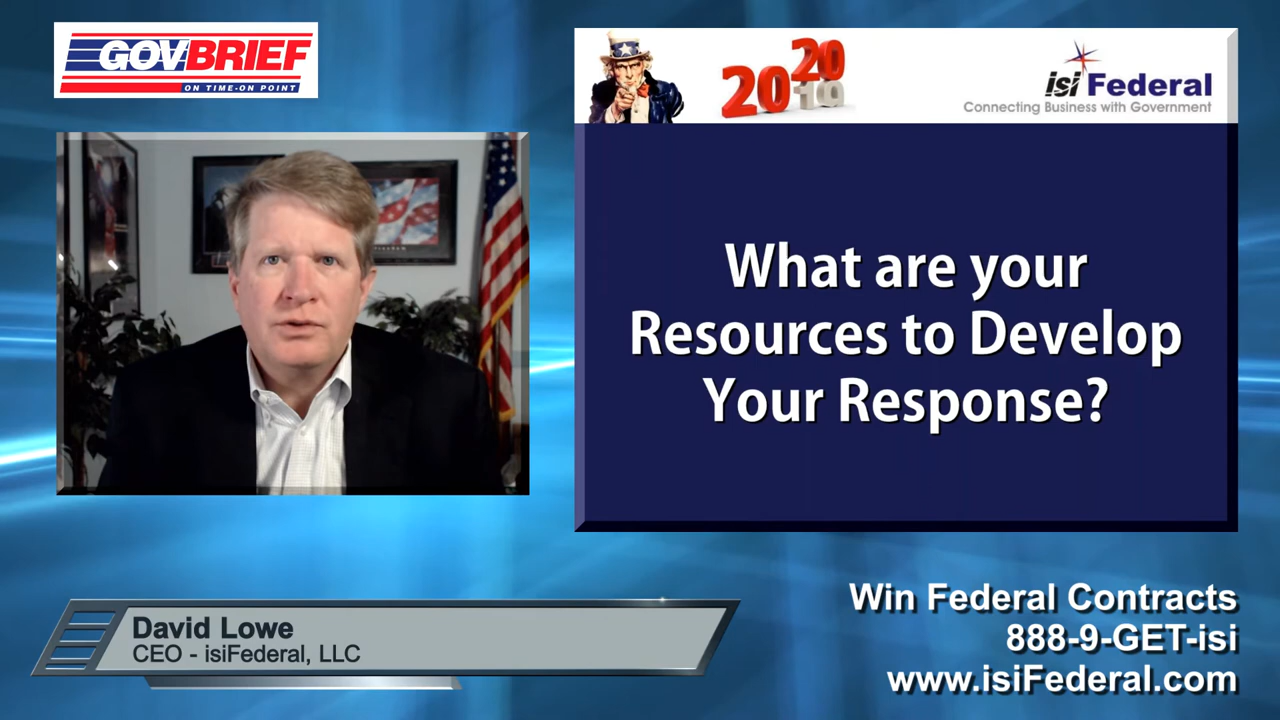 GOVBRIEF
ON TIME-ON POINT
2020
19
isi Federal
Connecting Business with Government
What are your
Resources to Develop
Your Response?
David Lowe
CEO - isiFederal, LLC
Win Federal Contracts
888-9-GET-isi
www.isiFederal.com